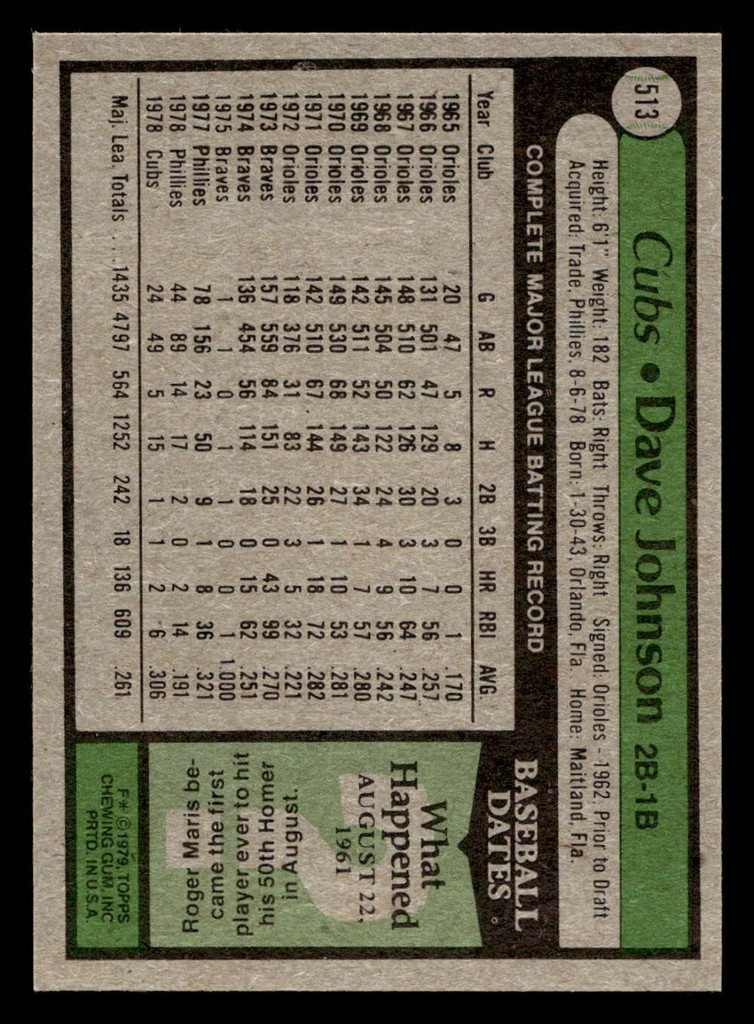 513
Cubs • Dave Johnson 2B-1B
Height: 6'1" Weight: 182 Bats: Right Throws: Right Signed: Orioles - 1962, Prior to Draft
Acquired: Trade, Phillies, 8-6-78 Born: 1-30-43, Orlando, Fla. Home: Maitland, Fla.
COMPLETE MAJOR LEAGUE BATTING RECORD
Year Club G AB R H 2B 3B HR RBI AVG.
1965 Orioles 20 47 5 8 3 0 0 1 .170
1966 Orioles 131 501 47 129 20 3 7 56 .257
1967 Orioles 148 510 62 126 30 3 10 64 .247
1968 Orioles 145 504 50 122 24 4 9 56 .242
1969 Orioles 142 511 52 143 34 1 7 57 .280
1970 Orioles 149 530 68 149 27 1 10 53 .281
1971 Orioles 142 510 67 144 26 1 18 72 .282
1972 Orioles 118 376 31 83 22 3 5 32 .221
1973 Braves 157 559 84 151 25 0 43 99 .270
1974 Braves 136 454 56 114 18 0 15 62 .251
1975 Braves 1 1 0 1 1 0 0 1 1.000
1977 Phillies 78 156 23 50 9 1 8 36 .321
1978 Phillies 44 89 14 17 2 0 2 14 .191
1978 Cubs 24 49 5 15 1 1 2 6 .306
Maj. Lea. Totals .... 1435 4797 564 1252 242 18 136 609 .261
BASEBALL
DATES
What
Happened
AUGUST 22,
1961
Roger Maris be-
came the first
player ever to hit
his 50th Homer
in August.
F* © 1979, TOPPS
CHEWING GUM, INC
PRTD. IN U.S.A.